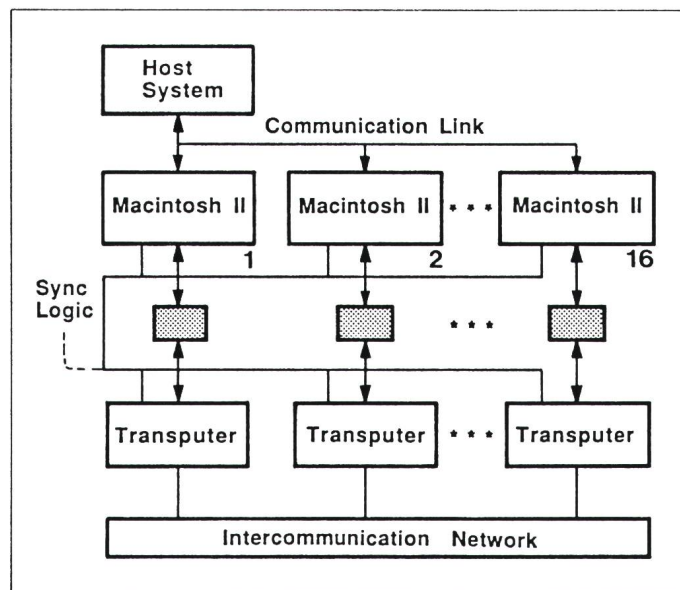 Host
System
Communication Link
Macintosh II
Macintosh II
* * *
Macintosh II
1
2
16
Sync
Logic
* * *
Transputer
Transputer
* * *
Transputer
Intercommunication Network